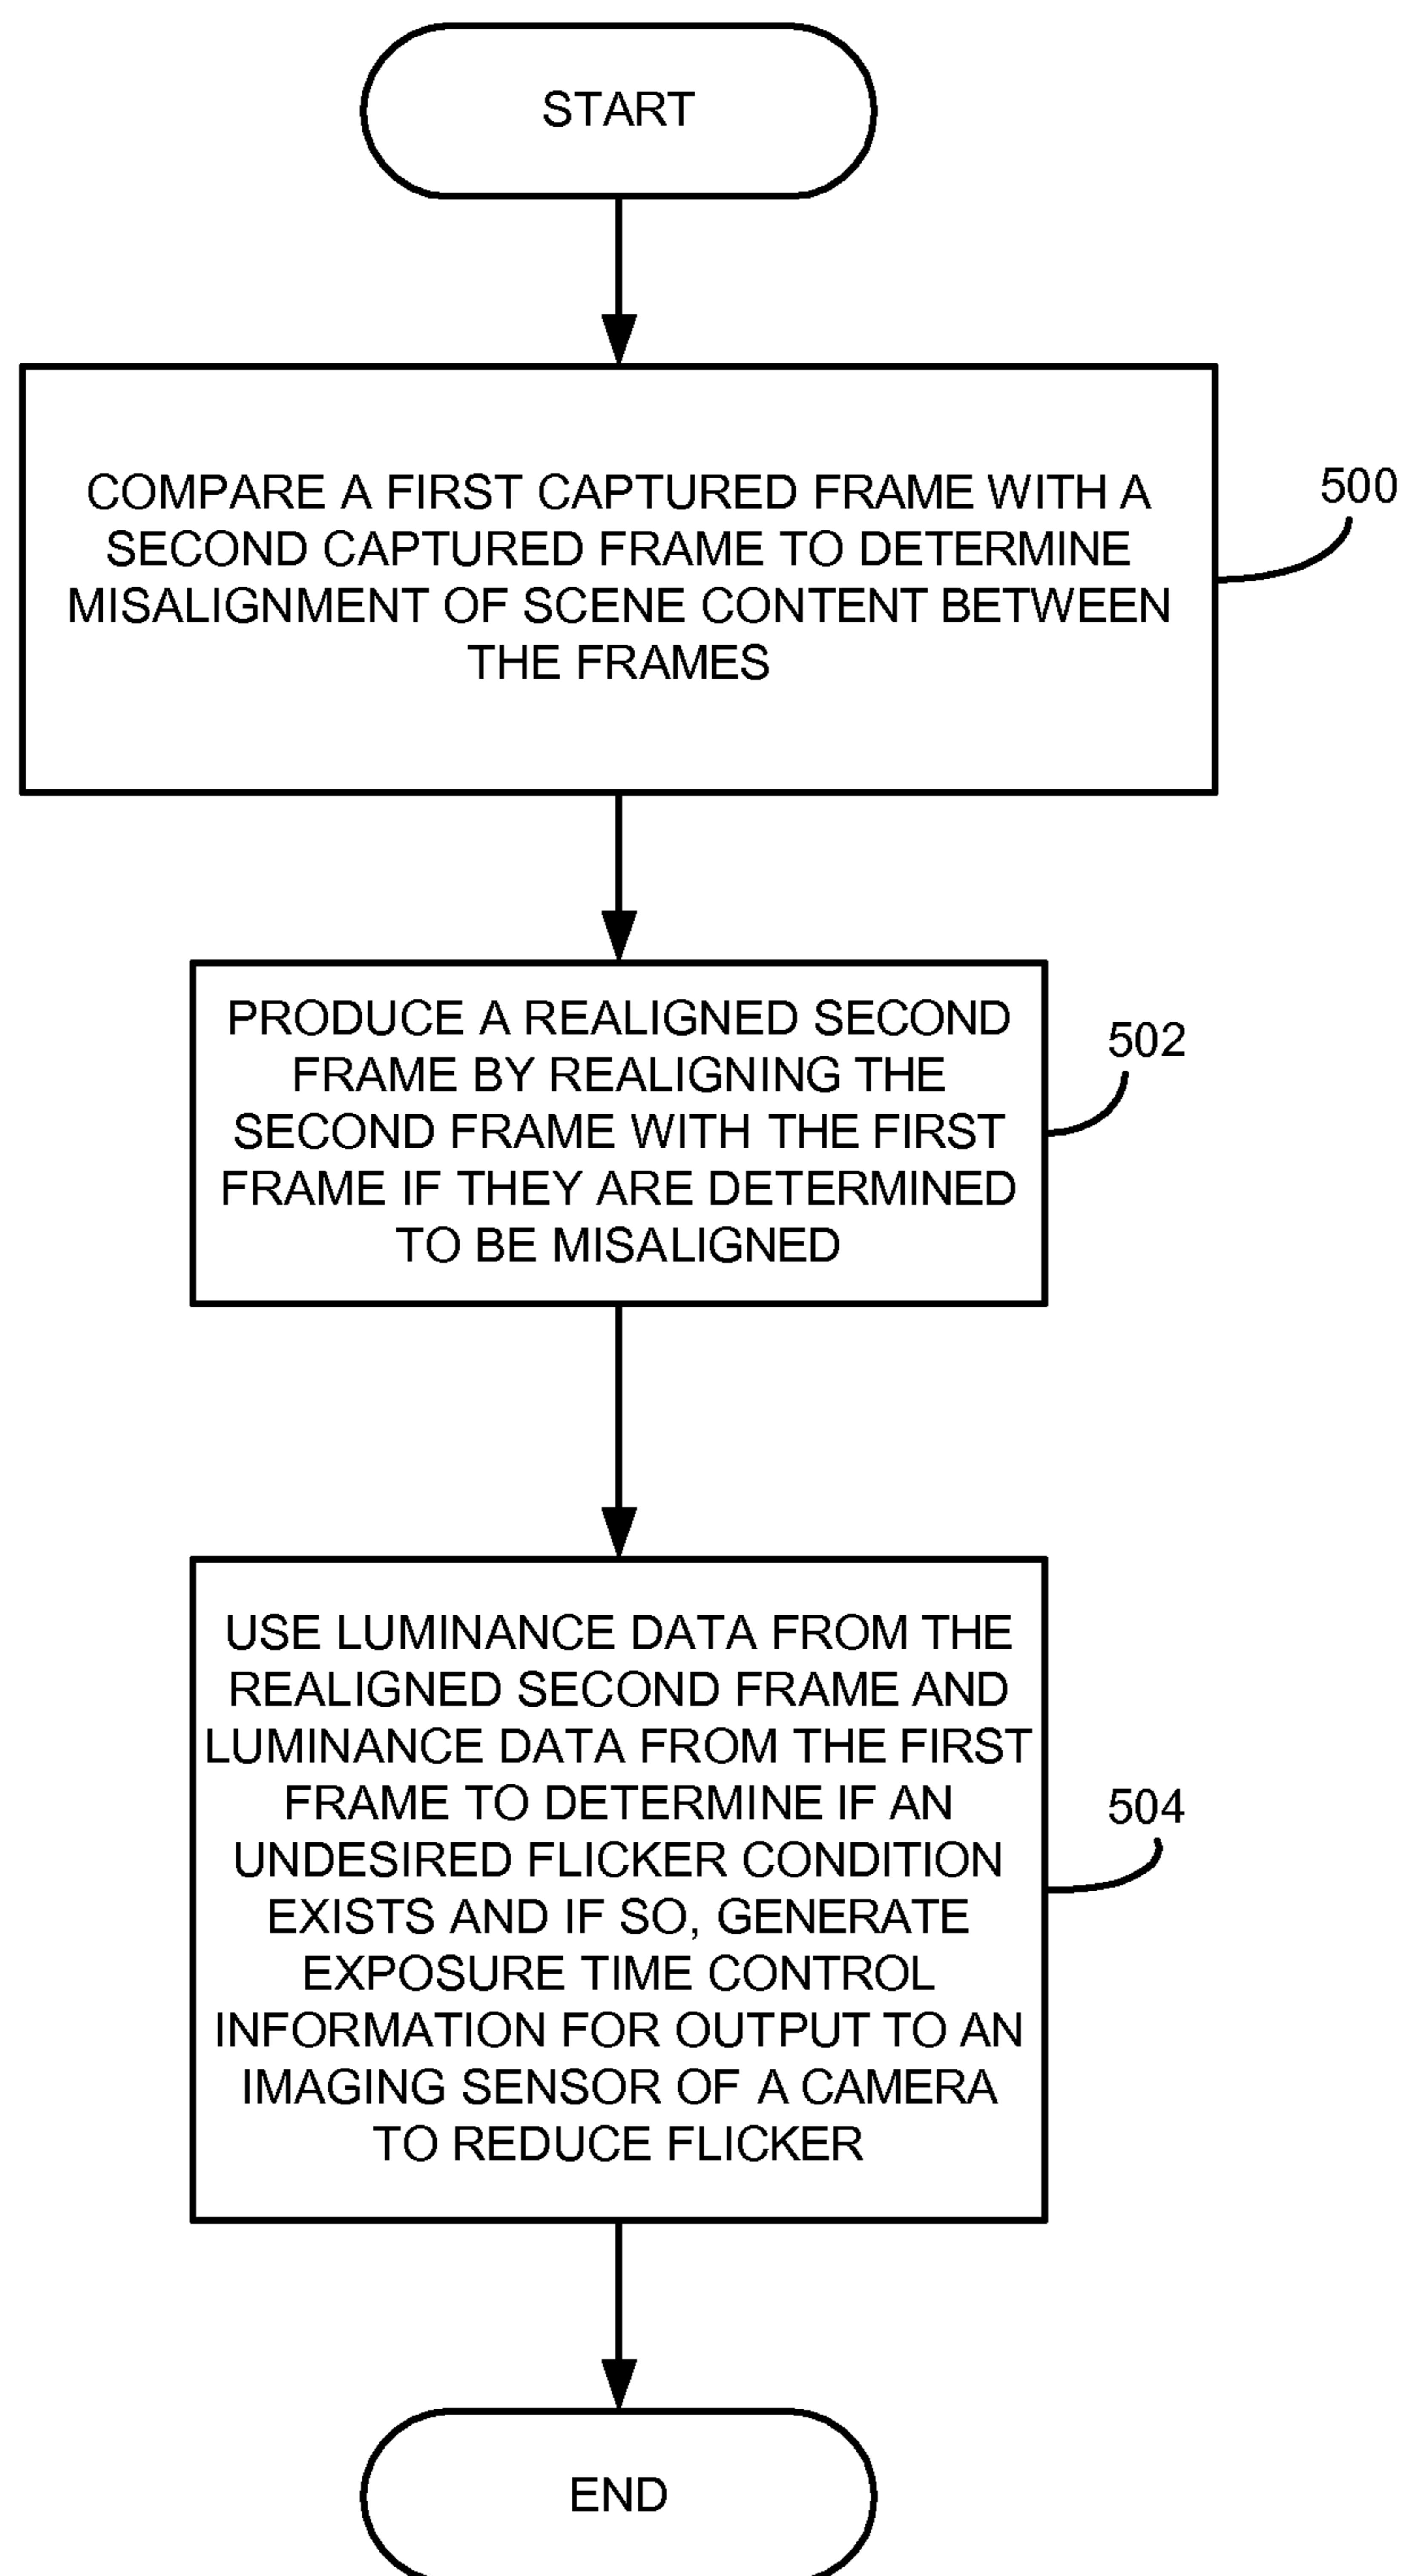 START
COMPARE A FIRST CAPTURED FRAME WITH A
SECOND CAPTURED FRAME TO DETERMINE
MISALIGNMENT OF SCENE CONTENT BETWEEN
THE FRAMES
500
PRODUCE A REALIGNED SECOND
FRAME BY REALIGNING THE
SECOND FRAME WITH THE FIRST
FRAME IF THEY ARE DETERMINED
TO BE MISALIGNED
502
USE LUMINANCE DATA FROM THE
REALIGNED SECOND FRAME AND
LUMINANCE DATA FROM THE FIRST
FRAME TO DETERMINE IF AN
UNDESIRED FLICKER CONDITION
EXISTS AND IF SO, GENERATE
EXPOSURE TIME CONTROL
INFORMATION FOR OUTPUT TO AN
IMAGING SENSOR OF A CAMERA
TO REDUCE FLICKER
504
END